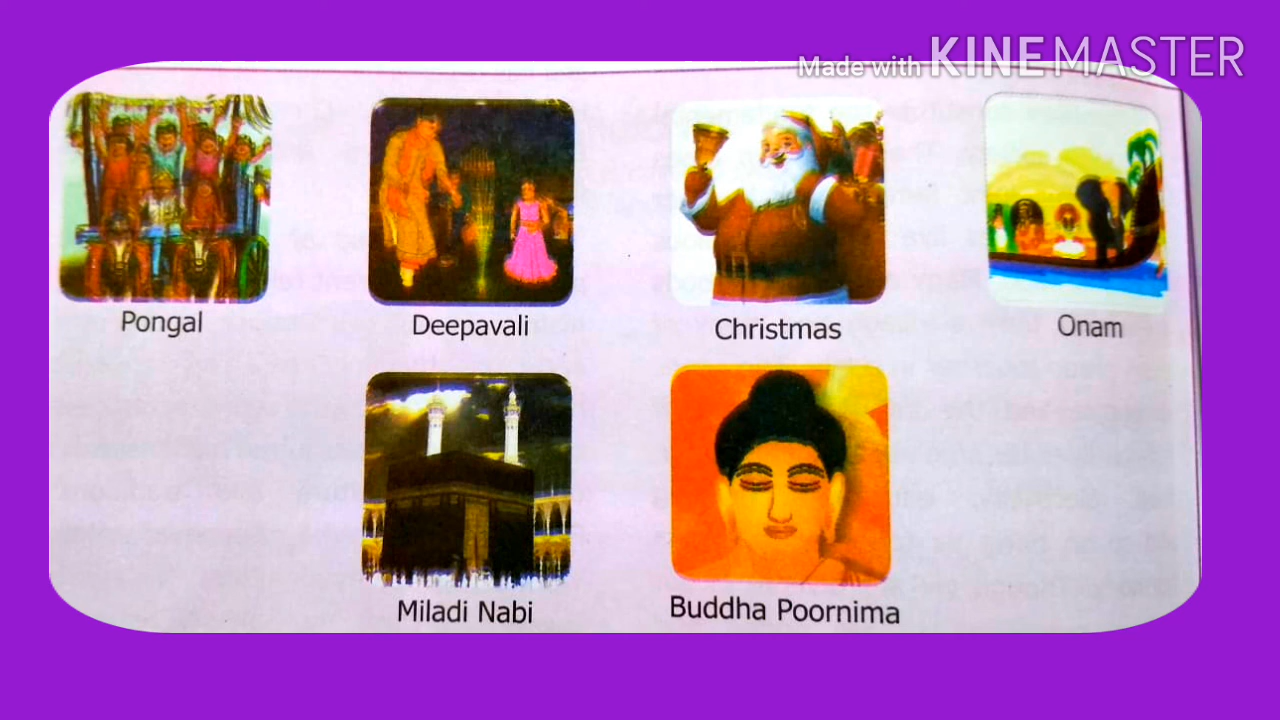 Made with KINEMASTER
Pongal
Deepavali
Christmas
Onam
Miladi Nabi
Buddha Poornima